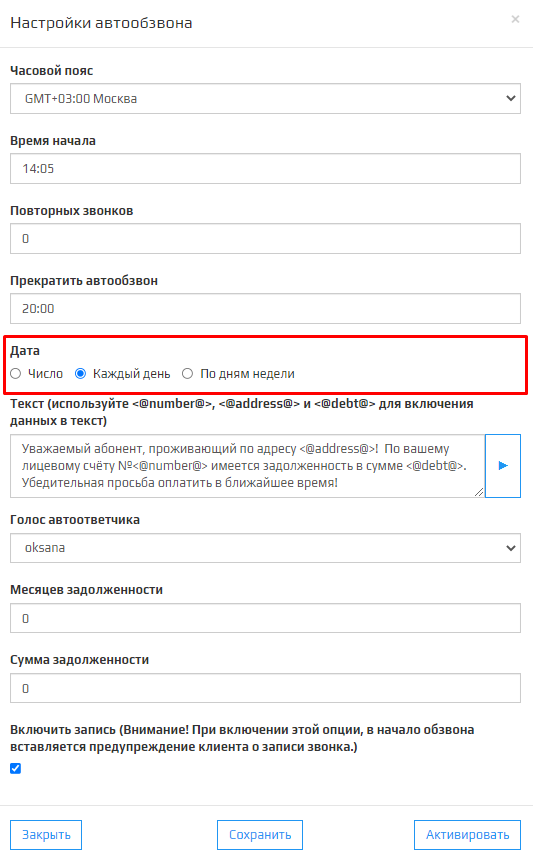 Настройки автообзвона
×
Часовой пояс
GMT+03:00 Москва
Время начала
14:05
Повторных звонков
0
Прекратить автообзвон
20:00
Дата
Число Каждый день По дням недели
Текст (используйте <@number@>, <@address@> и <@debt@> для включения
данных в текст)
Уважаемый абонент, проживающий по адресу <@address@>! По вашему
лицевому счёту №<@number@> имеется задолженность в сумме <@debt@>.
Убедительная просьба оплатить в ближайшее время!
Голос автоответчика
oksana
Месяцев задолженности
0
Сумма задолженности
0
Включить запись (Внимание! При включении этой опции, в начало обзвона
вставляется предупреждение клиента о записи звонка.)
Закрыть Сохранить Активировать